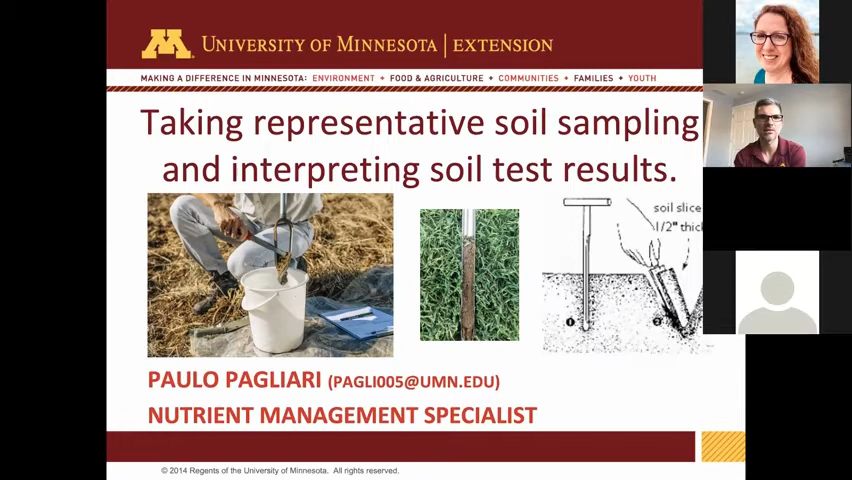 UNIVERSITY OF MINNESOTA | EXTENSION
MAKING A DIFFERENCE IN MINNESOTA: ENVIRONMENT + FOOD & AGRICULTURE + COMMUNITIES + FAMILIES + YOUTH
Taking representative soil sampling
and interpreting soil test results.
soil slice
1/2" thick
1
2
PAULO PAGLIARI (PAGLI005@UMN.EDU)
NUTRIENT MANAGEMENT SPECIALIST
© 2014 Regents of the University of Minnesota. All rights reserved.